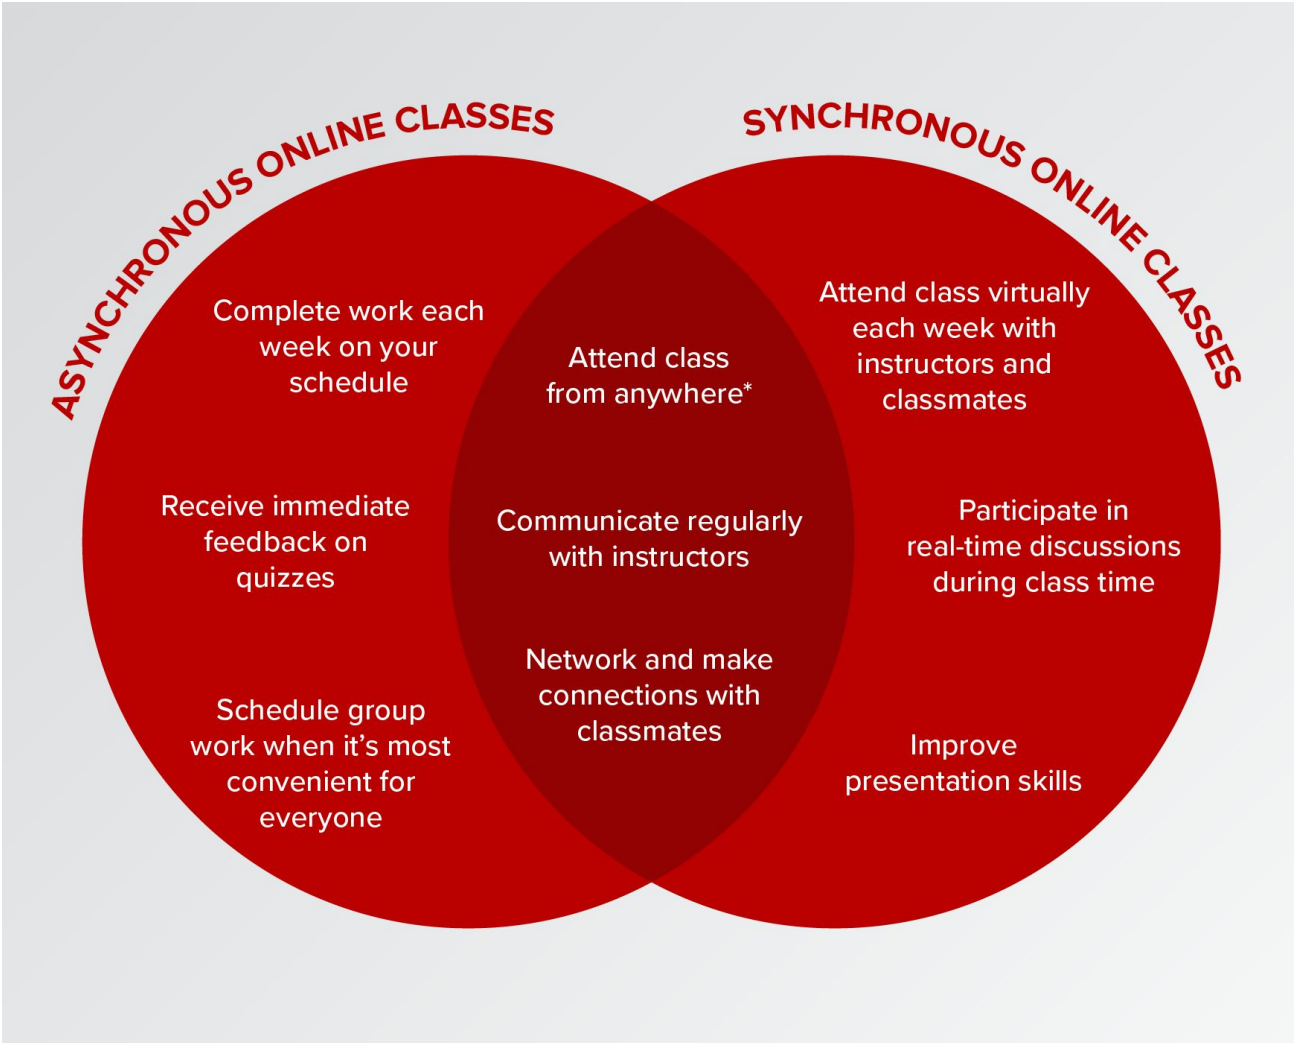 ASYNCHRONOUS ONLINE CLASSES
Complete work each
week on your
schedule
Receive immediate
feedback on
quizzes
Schedule group
work when it’s most
convenient for
everyone
Attend class
from anywhere*
Communicate regularly
with instructors
Network and make
connections with
classmates
SYNCHRONOUS ONLINE CLASSES
Attend class virtually
each week with
instructors and
classmates
Participate in
real-time discussions
during class time
Improve
presentation skills